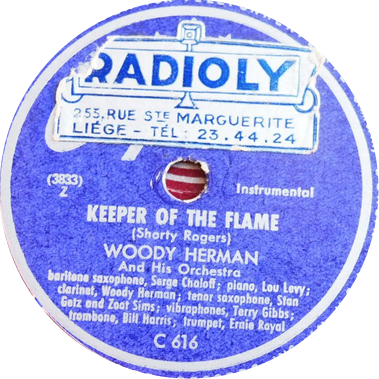 RADIOLY
253, RUE STE MARGUERITE
LIÉGE - TÉL: 23.44.24
(3833)
Z
Instrumental
KEEPER OF THE FLAME
(Shorty Rogers)
WOODY HERMAN
And His Orchestra
baritone saxophone, Serge Chaloff; piano, Lou Levy;
clarinet, Woody Herman; tenor saxophone, Stan
Getz and Zoot Sims; vibraphones, Terry Gibbs;
trombone, Bill Harris; trumpet, Ernie Royal
C 616